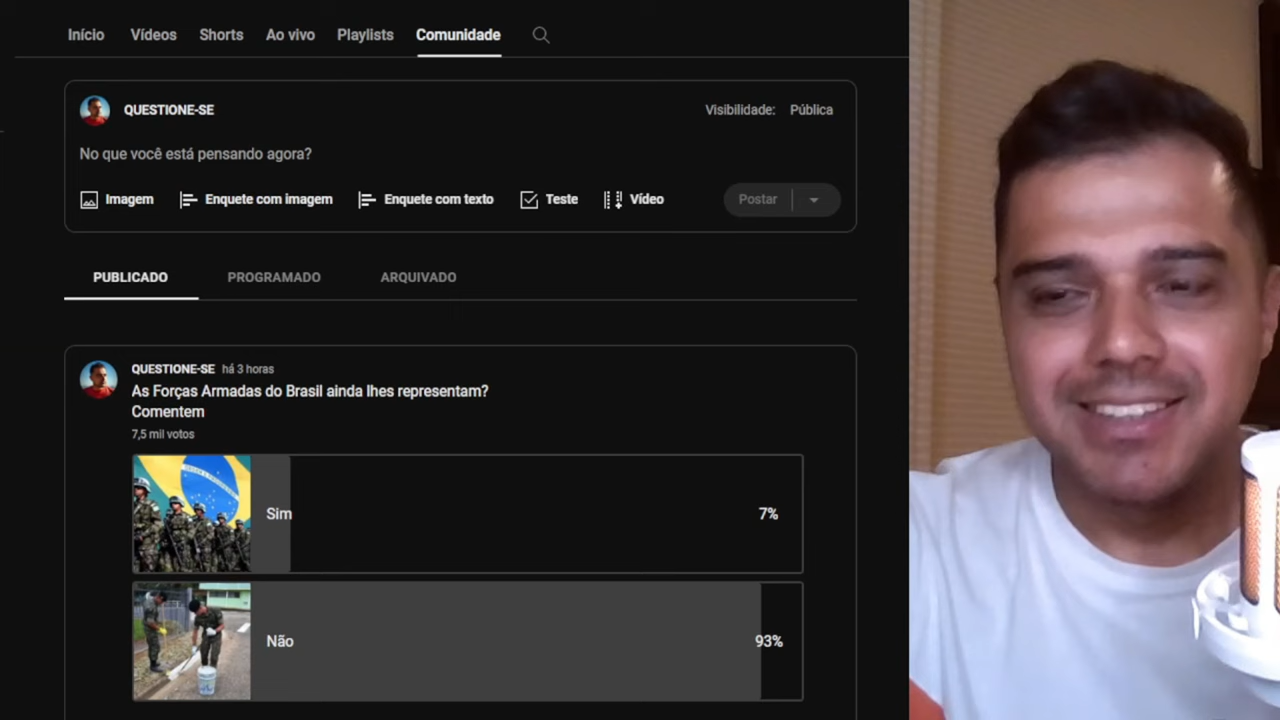 Início Vídeos Shorts Ao vivo Playlists Comunidade
QUESTIONE-SE Visibilidade: Pública
No que você está pensando agora?
Imagem Enquete com imagem Enquete com texto Teste Vídeo Postar
PUBLICADO PROGRAMADO ARQUIVADO
QUESTIONE-SE há 3 horas
As Forças Armadas do Brasil ainda lhes representam?
Comentem
7,5 mil votos
Sim 7%
Não 93%